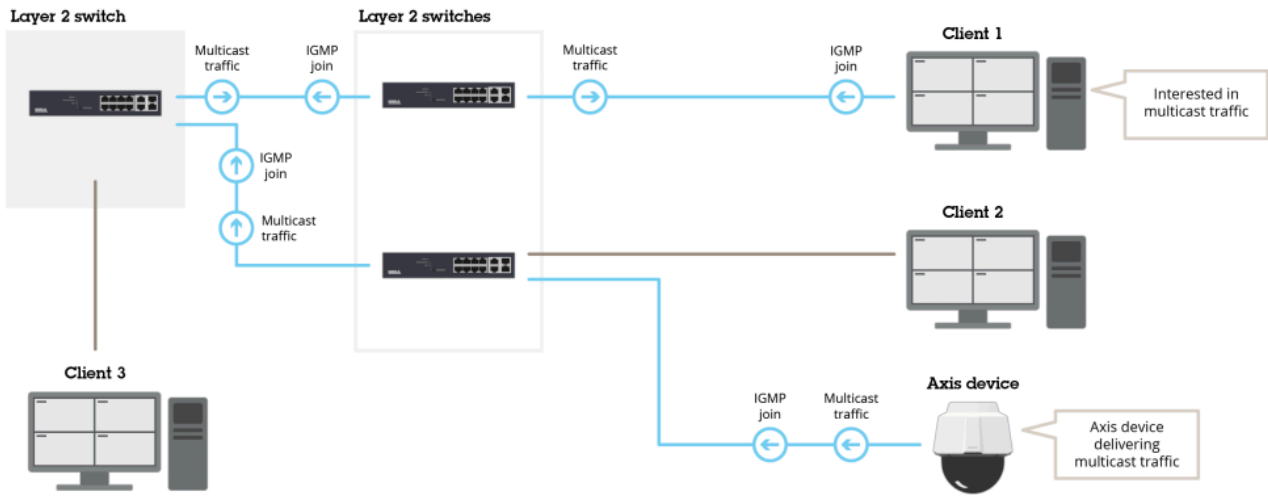 Layer 2 switch
Layer 2 switches
Multicast
traffic
IGMP
join
Multicast
traffic
IGMP
join
Client 1
Interested in
multicast traffic
IGMP
join
Multicast
traffic
Client 2
Client 3
Axis device
IGMP
join
Multicast
traffic
Axis device
delivering
multicast traffic